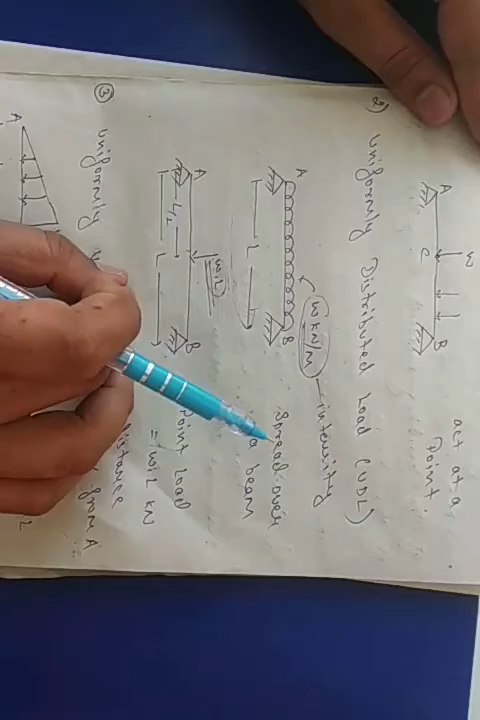 W
A
C
B
act at a
Point.
2) Uniformly Distributed Load (UDL)
w kN/m
intensity
A
B
L
Spread over
a beam
w.L
A
B
L/2
L
Point Load
= w.L kN
③ Uniformly
distance
from A
A
L